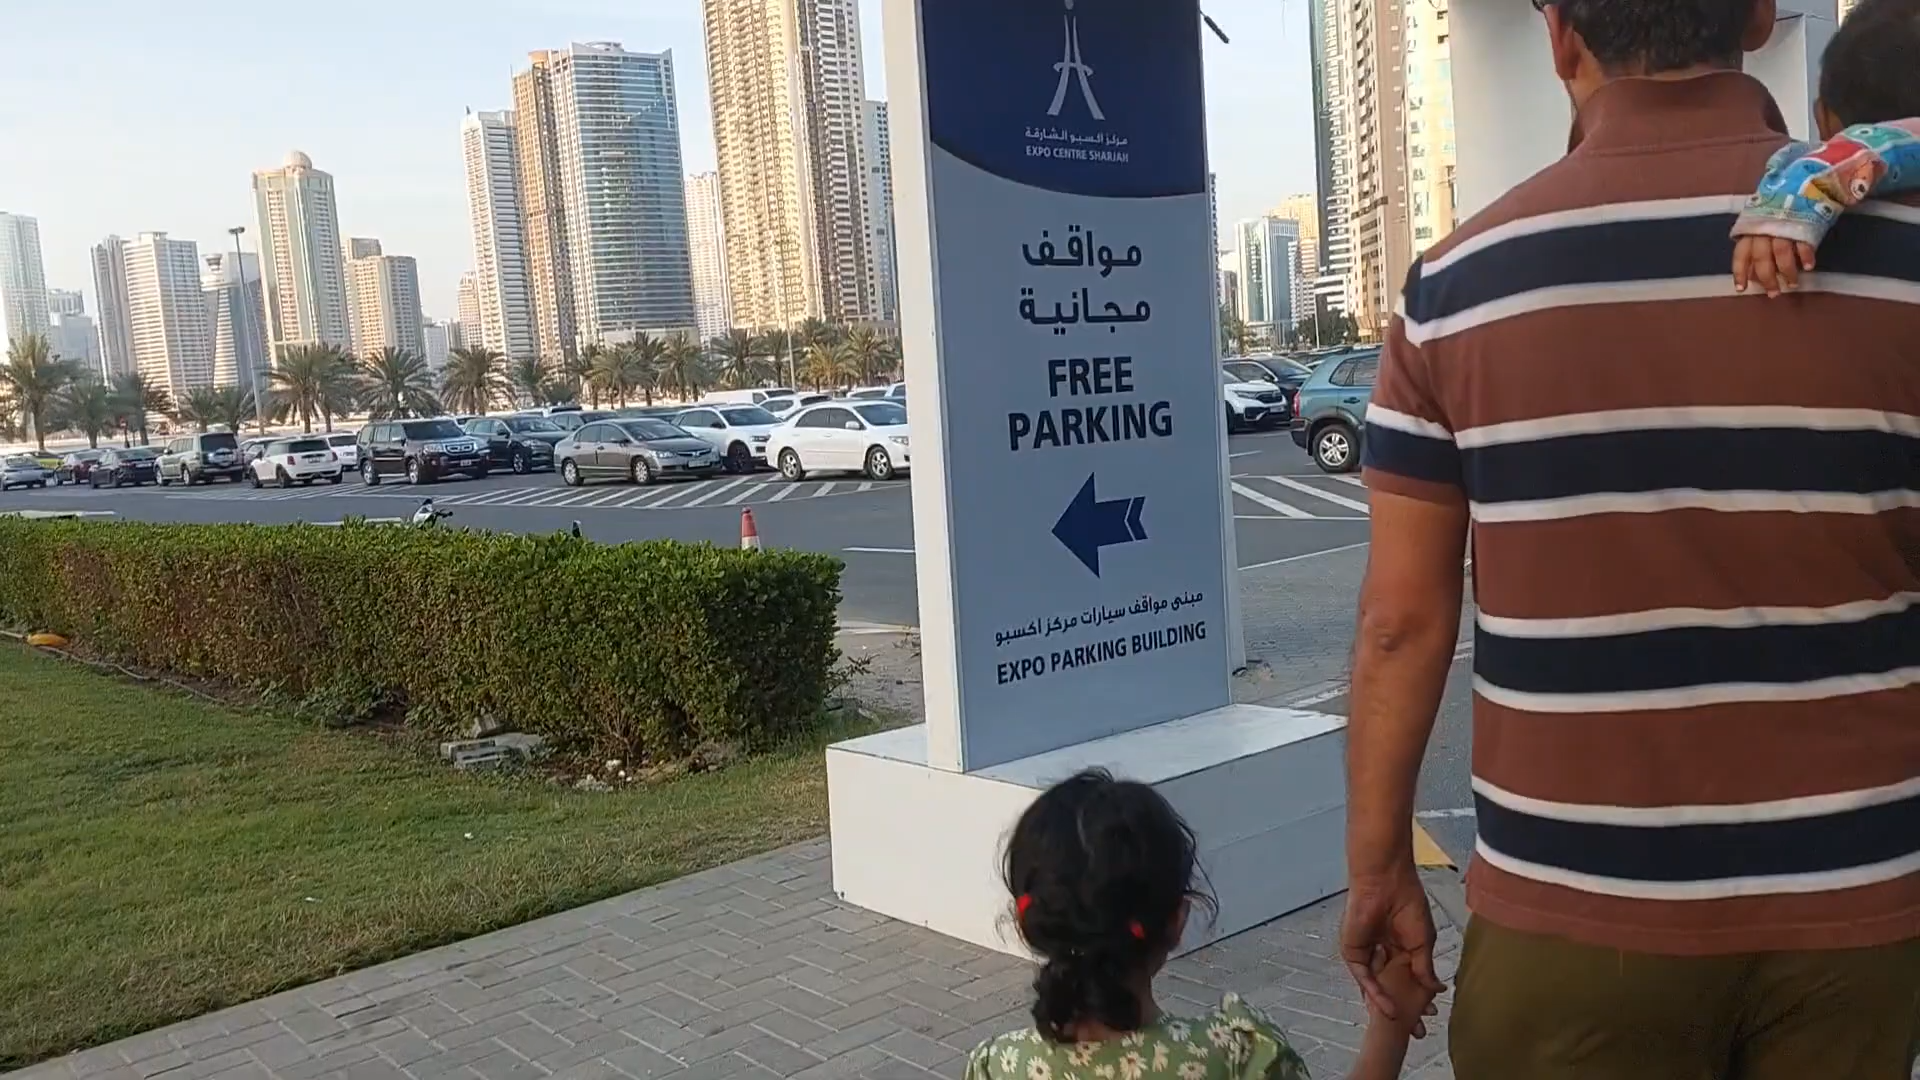 مركز اكسبو الشارقة
EXPO CENTRE SHARJAH
مواقف
مجانية
FREE
PARKING
مبنى مواقف سيارات مركز اكسبو
EXPO PARKING BUILDING